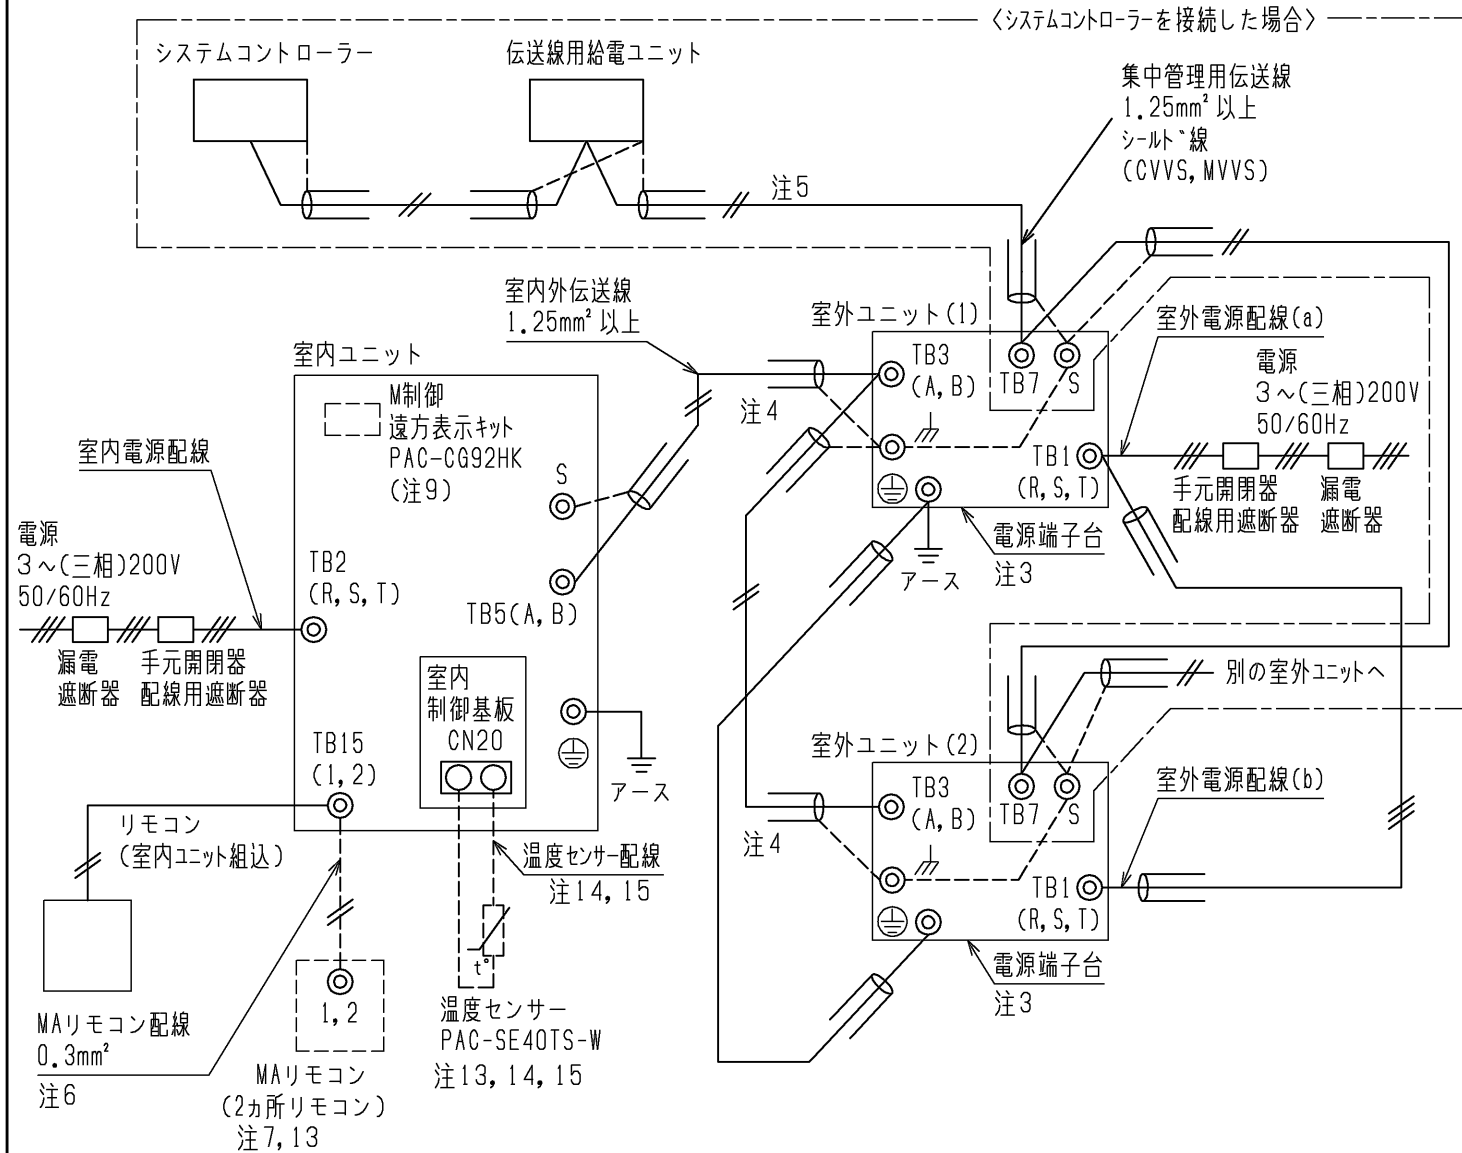 〈システムコントローラーを接続した場合〉
システムコントローラー
伝送線用給電ユニット
集中管理用伝送線
1.25mm² 以上
シールド線
(CVVS, MVVS)
注5
室内外伝送線
1.25mm² 以上
室外ユニット(1)
室外電源配線(a)
電源
3～(三相)200V
50/60Hz
TB3
(A, B)
TB7
S
注4
TB1
(R, S, T)
手元開閉器
配線用遮断器
漏電
遮断器
電源端子台
注3
アース
室内ユニット
M制御
遠方表示キット
PAC-CG92HK
(注9)
室内電源配線
電源
3～(三相)200V
50/60Hz
漏電
遮断器
手元開閉器
配線用遮断器
TB2
(R, S, T)
S
TB5(A, B)
室内
制御基板
CN20
TB15
(1, 2)
アース
リモコン
(室内ユニット組込)
温度センサー配線
注14, 15
t°
温度センサー
PAC-SE40TS-W
注13, 14, 15
MAリモコン配線
0.3mm²
注6
1, 2
MAリモコン
(2ヵ所リモコン)
注7, 13
別の室外ユニットへ
室外ユニット(2)
室外電源配線(b)
TB3
(A, B)
TB7
S
注4
TB1
(R, S, T)
電源端子台
注3